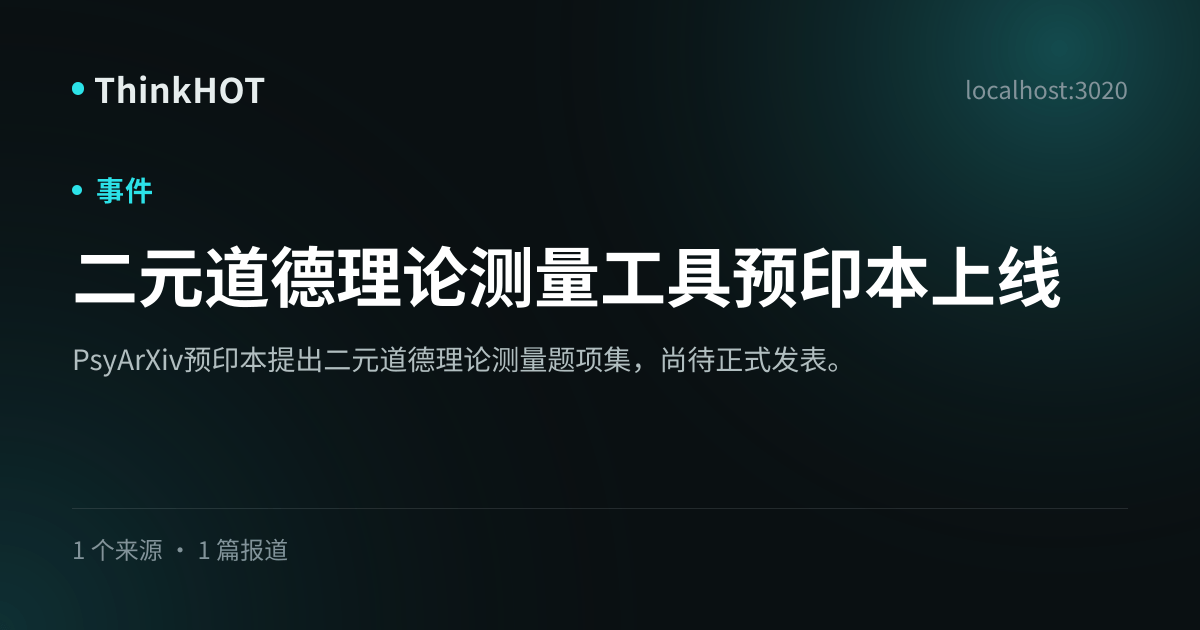 ThinkHOT
localhost:3020
事件
二元道德理论测量工具预印本上线
PsyArXiv预印本提出二元道德理论测量题项集，尚待正式发表。
1 个来源 · 1 篇报道